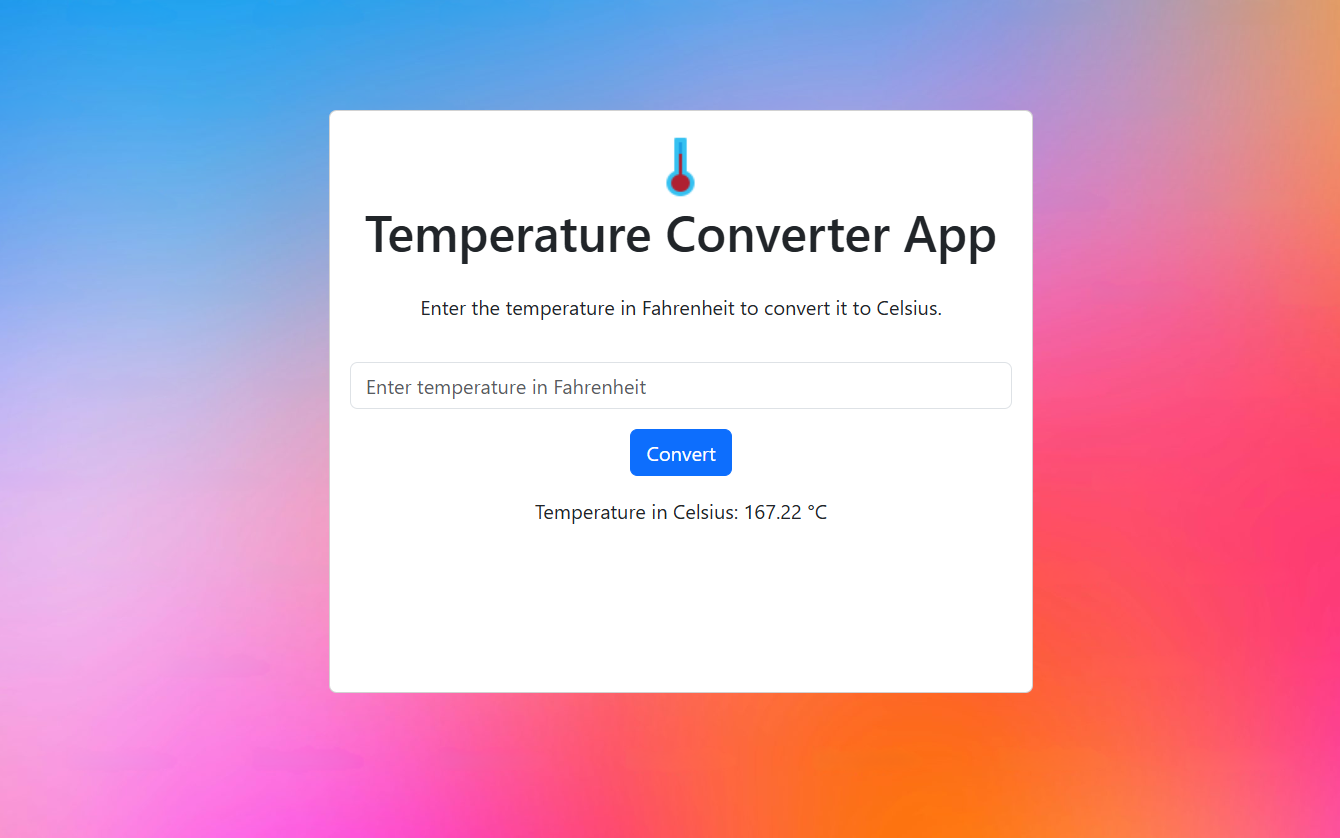 Temperature Converter App
Enter the temperature in Fahrenheit to convert it to Celsius.
Enter temperature in Fahrenheit
Convert
Temperature in Celsius: 167.22 °C